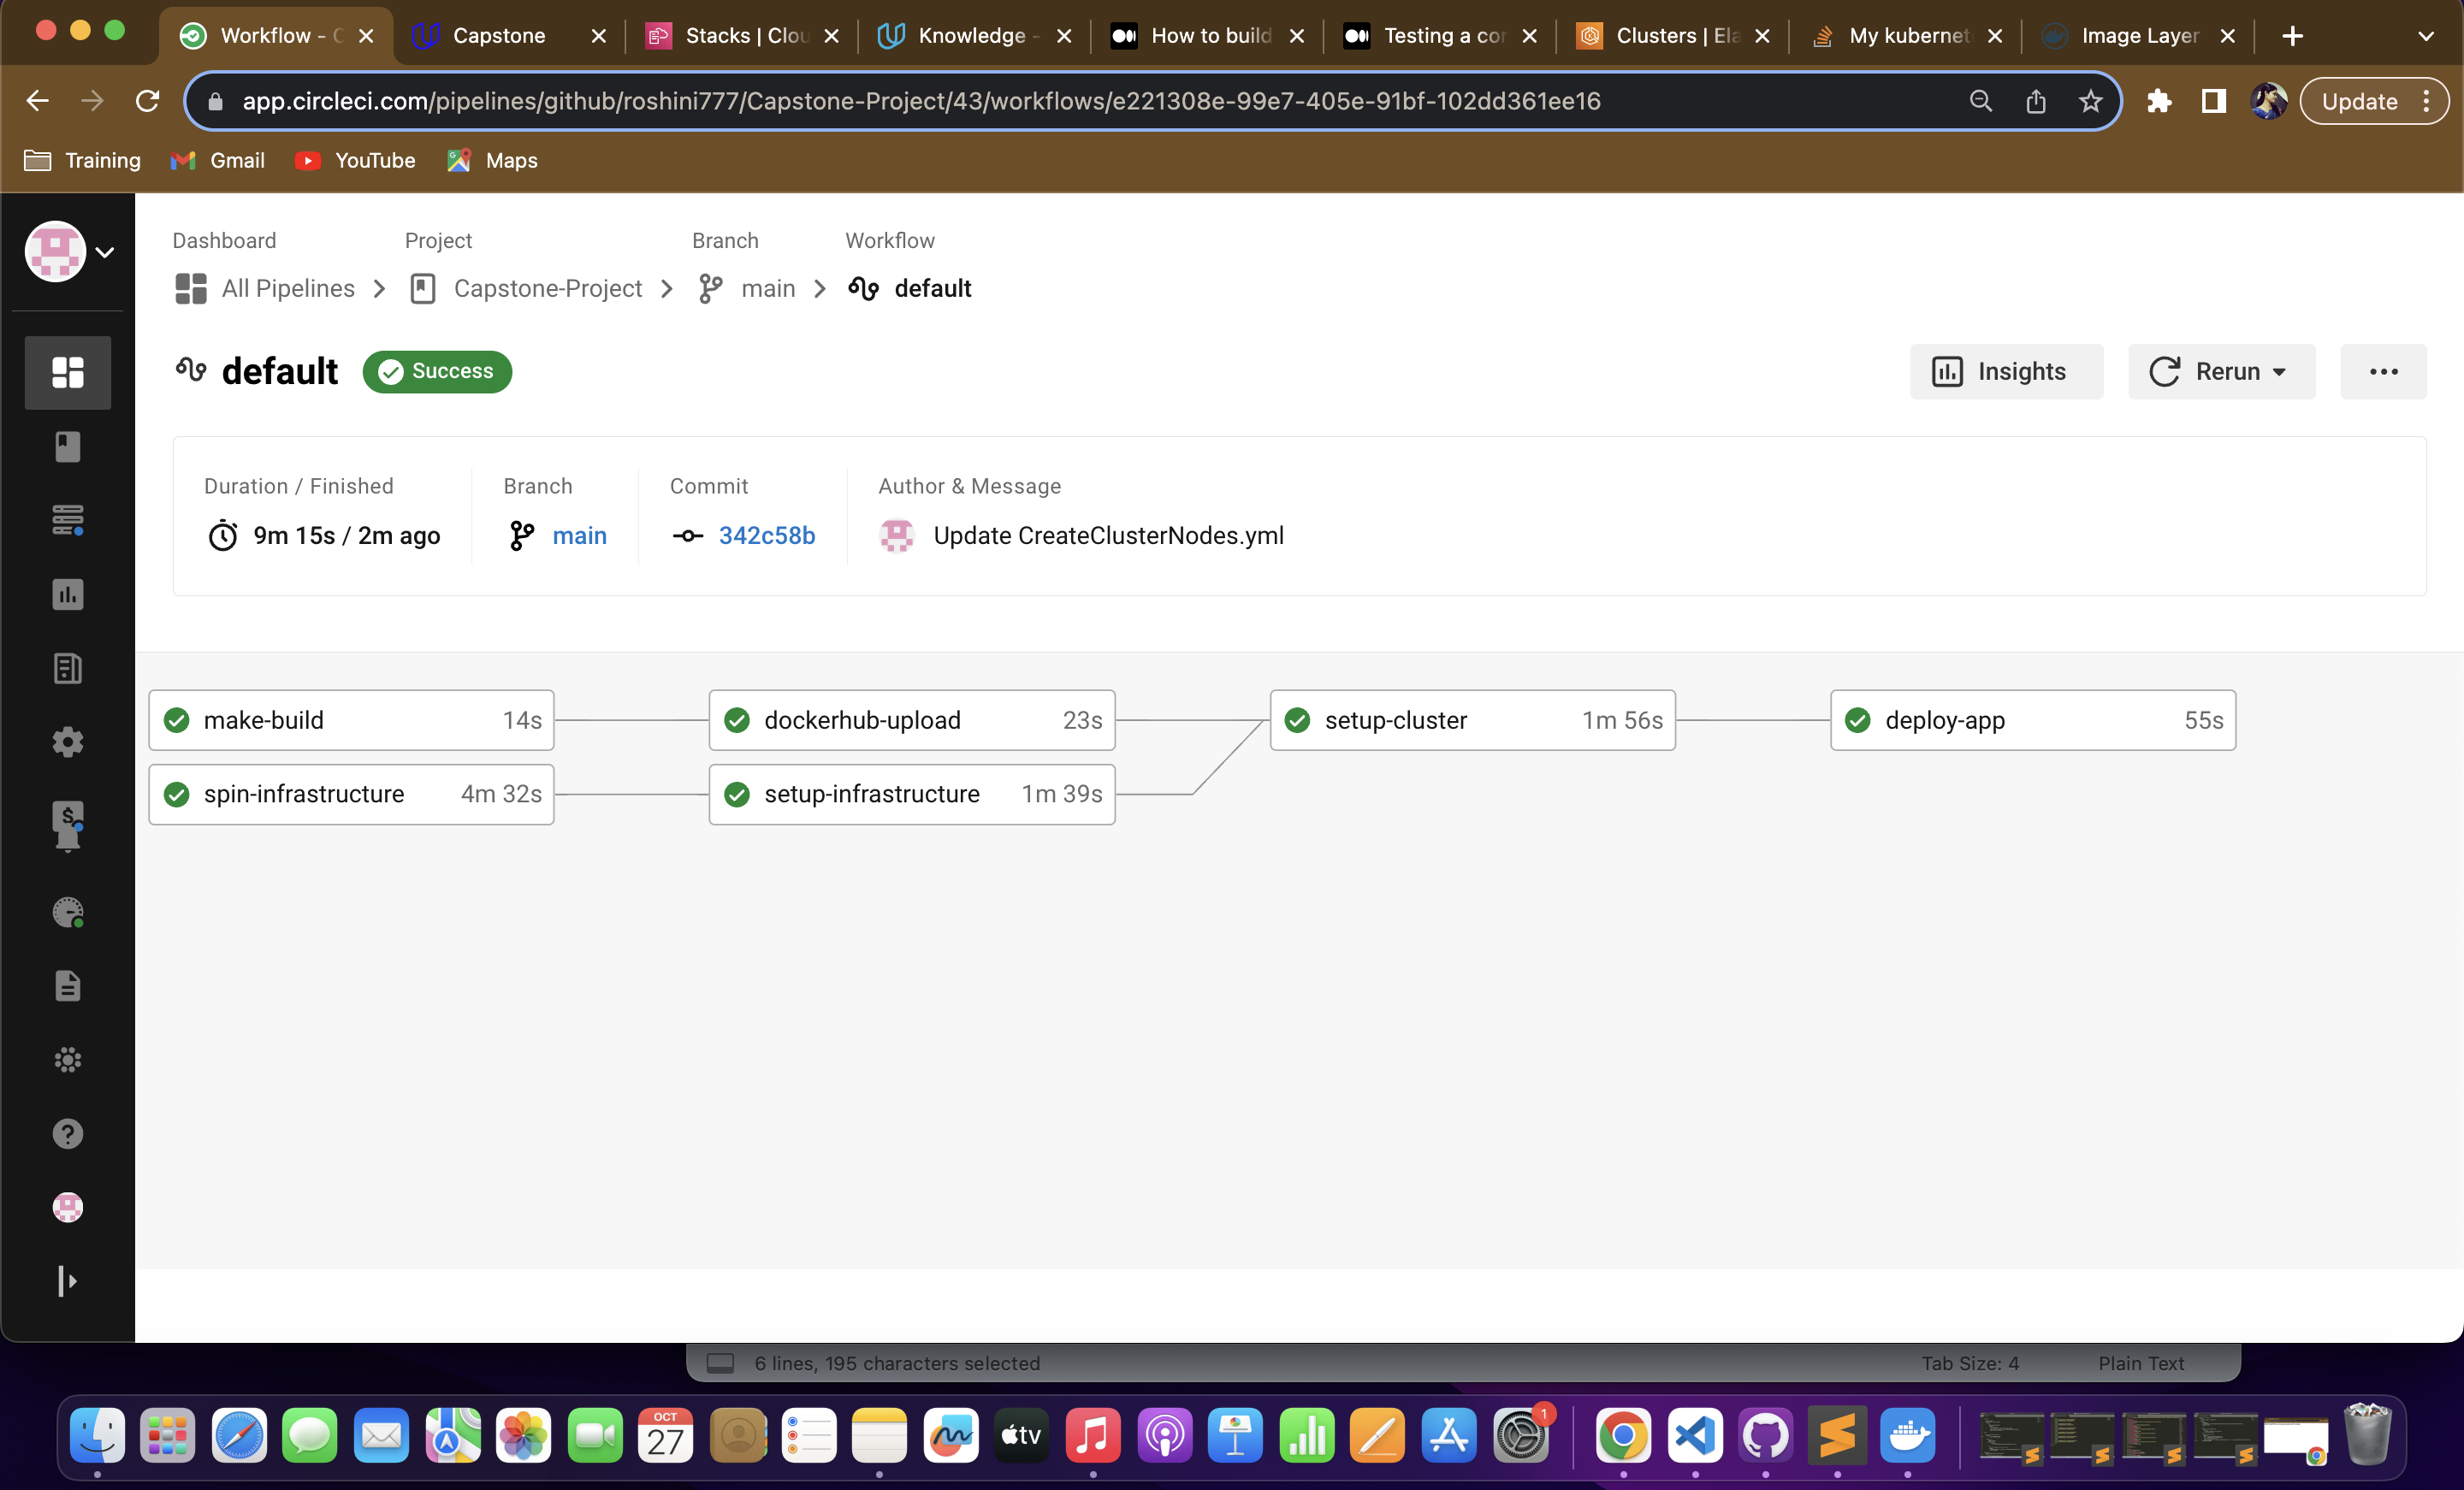 Workflow - C
Capstone
Stacks | Clou
Knowledge -
How to build
Testing a con
Clusters | Ela
My kubernet
Image Layer
app.circleci.com/pipelines/github/roshini777/Capstone-Project/43/workflows/e221308e-99e7-405e-91bf-102dd361ee16
Update
Training
Gmail
YouTube
Maps
Dashboard
Project
Branch
Workflow
All Pipelines
Capstone-Project
main
default
default
Success
Insights
Rerun
Duration / Finished
Branch
Commit
Author & Message
9m 15s / 2m ago
main
342c58b
Update CreateClusterNodes.yml
make-build 14s
dockerhub-upload 23s
setup-cluster 1m 56s
deploy-app 55s
spin-infrastructure 4m 32s
setup-infrastructure 1m 39s
6 lines, 195 characters selected
Tab Size: 4
Plain Text
OCT
27
tv
1